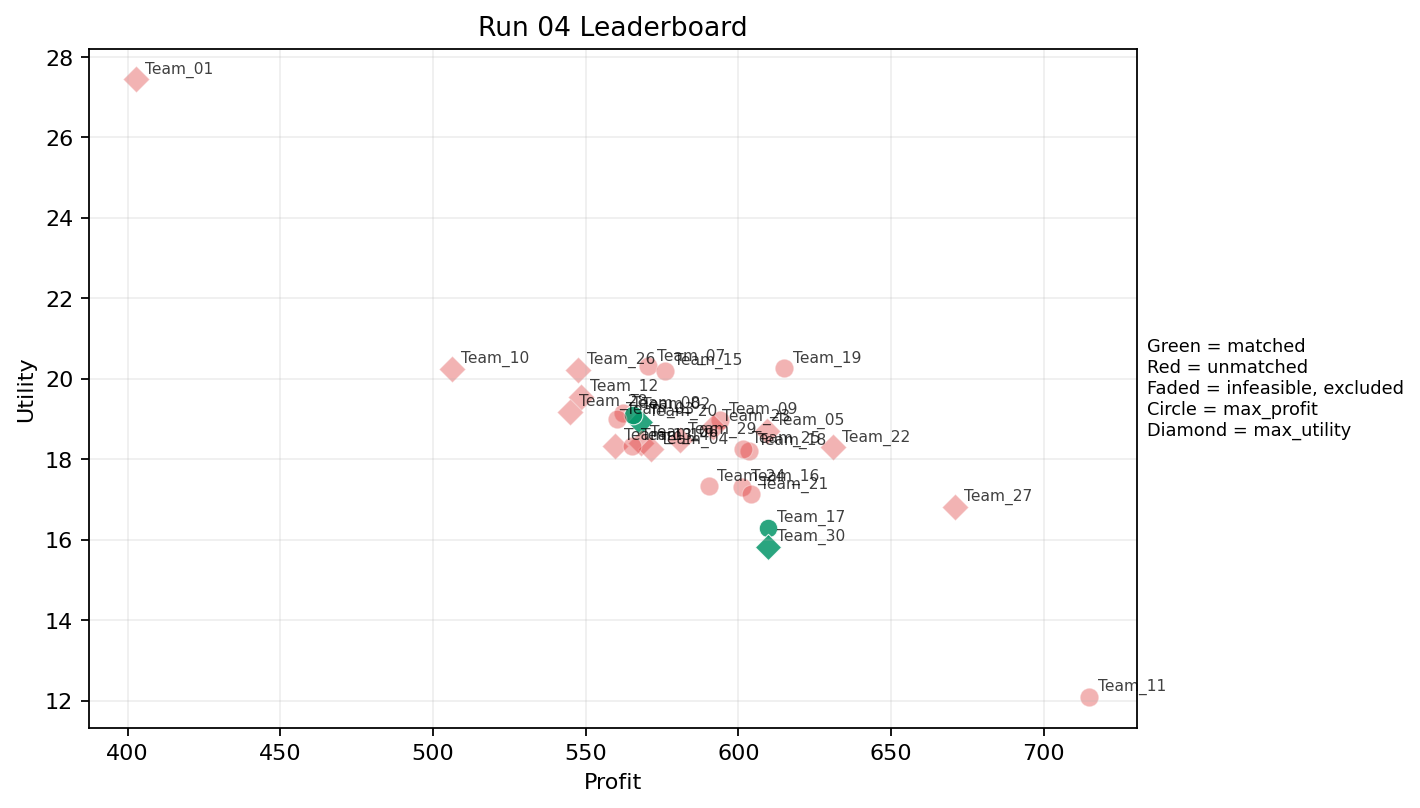 Run 04 Leaderboard
28
26
24
22
20
18
16
14
12
Utility
400
450
500
550
600
650
700
Profit
Team_01
Team_10
Team_26
Team_07
Team_15
Team_19
Team_12
Team_20
Team_09
Team_05
Team_29
Team_04
Team_18
Team_22
Team_24
Team_16
Team_21
Team_27
Team_17
Team_30
Team_11
Green = matched
Red = unmatched
Faded = infeasible, excluded
Circle = max_profit
Diamond = max_utility